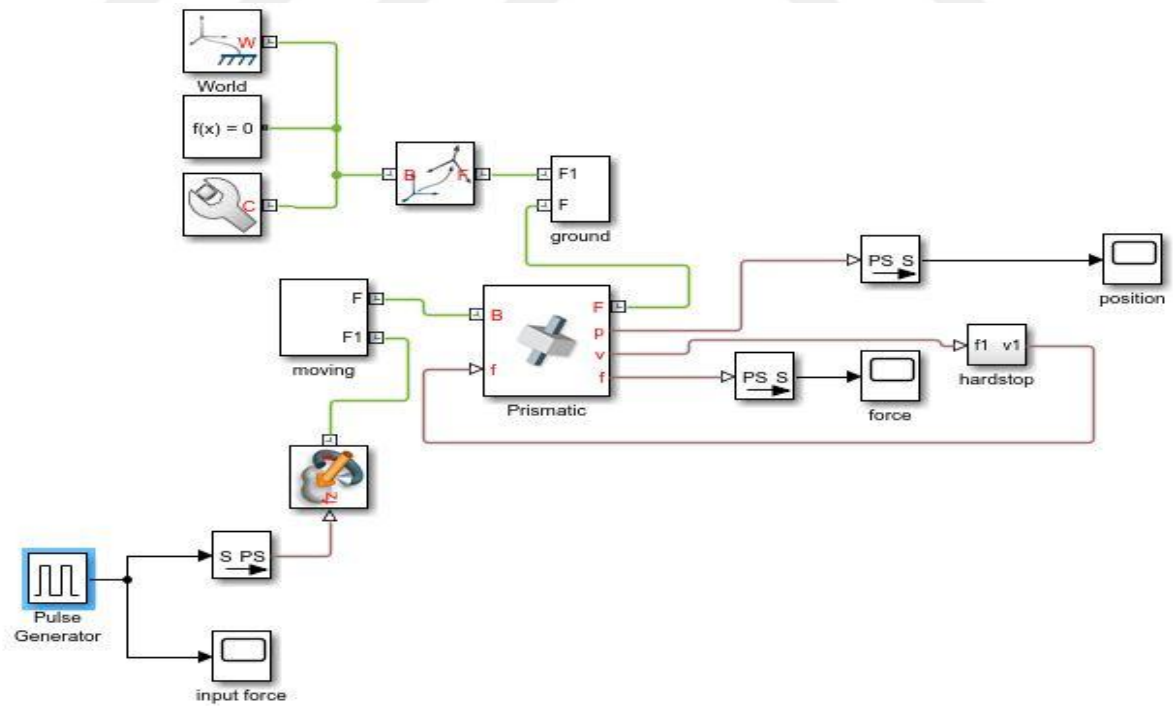 W
World
f(x) = 0
C
B F
F1
F
ground
PS S
position
F
F1
moving
B F
p
v
f f
Prismatic
f1 v1
hardstop
PS S
force
fz
S PS
Pulse
Generator
input force